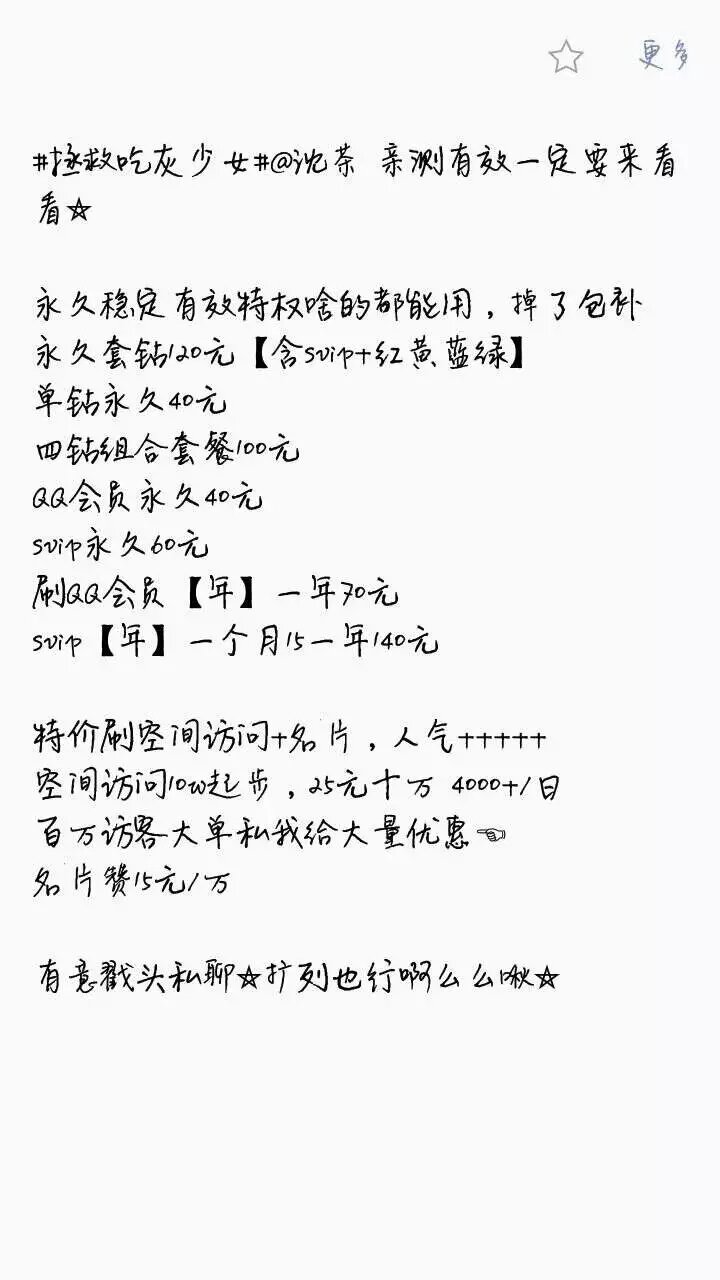 更多
#拯救吃灰少女#@沈茶 亲测有效一定要来看
看☆
永久稳定有效特权啥的都能用，掉了包补
永久套钻120元【含svip+红黄蓝绿】
单钻永久40元
四钻组合套餐100元
QQ会员永久40元
svip永久60元
刷QQ会员【年】一年70元
svip【年】一个月15一年140元
特价刷空间访问+名片，人气+++++
空间访问10w起步，25元十万 4000+/日
百万访客大单私我给大量优惠☜
名片赞15元/万
有意戳头私聊☆扩列也行啊么么啾☆